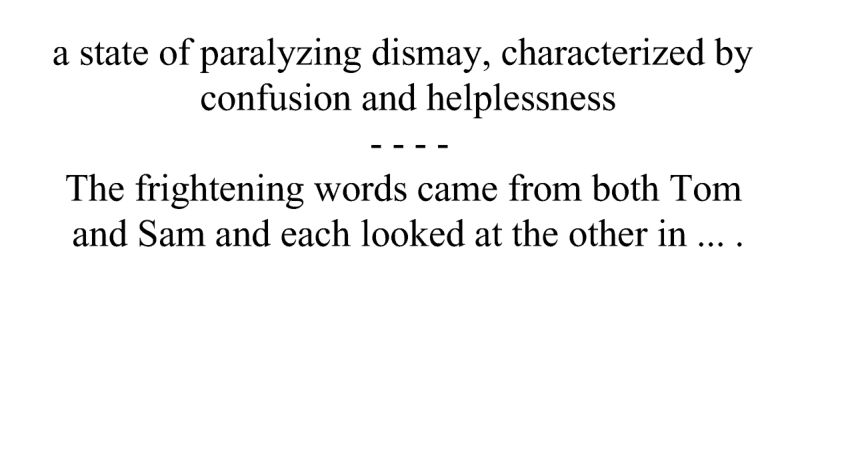 a state of paralyzing dismay, characterized by
confusion and helplessness
- - - -
The frightening words came from both Tom
and Sam and each looked at the other in ... .